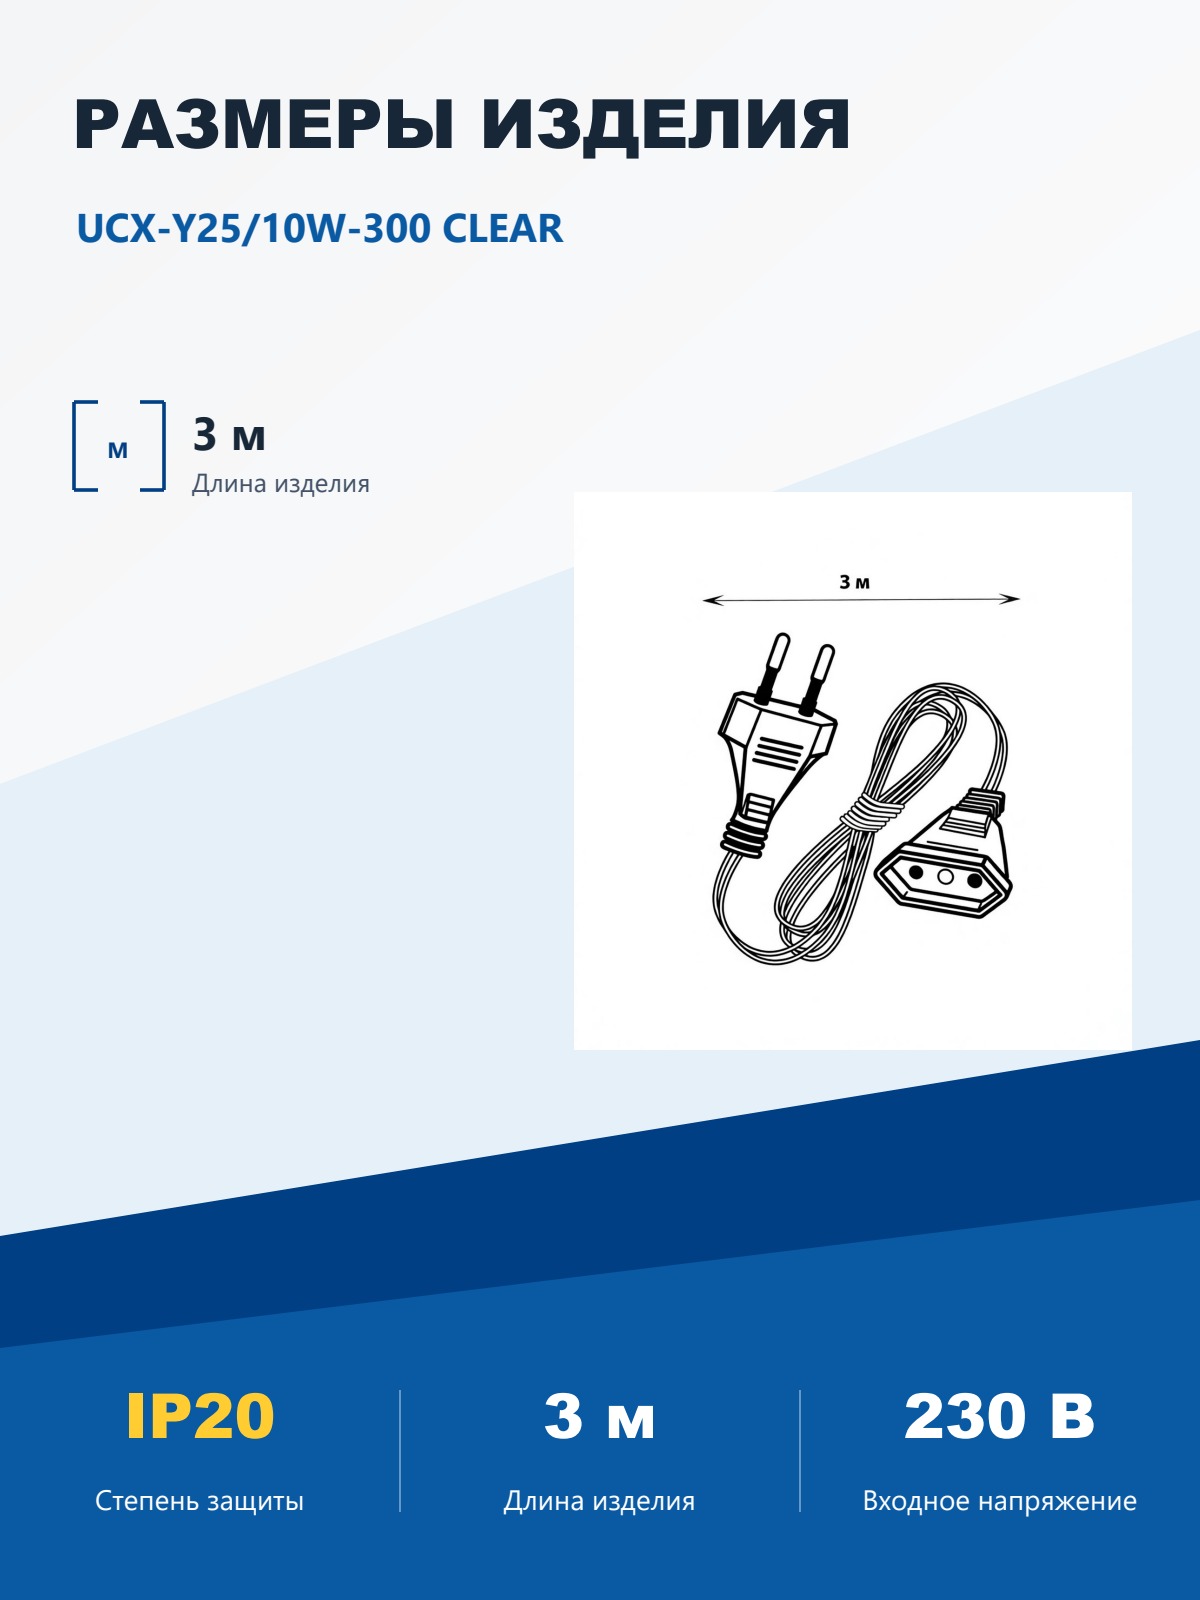 РАЗМЕРЫ ИЗДЕЛИЯ
UCX-Y25/10W-300 CLEAR
м
3 м
Длина изделия
3 м
IP20
Степень защиты
3 м
Длина изделия
230 В
Входное напряжение